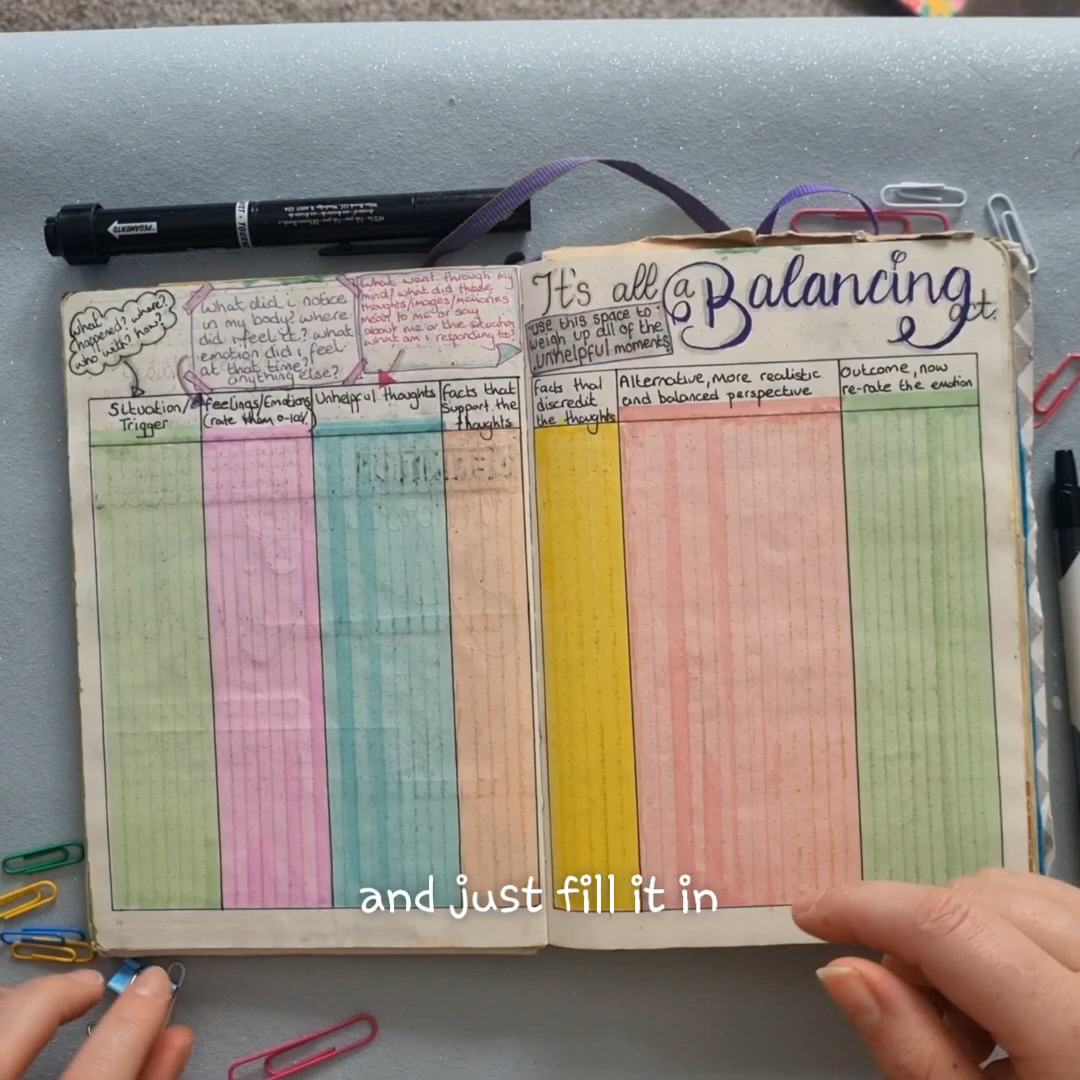 "PEGAMENTO
What
happened? where?
who with? how?
What did i notice
in my body? where
did i feel it? what
emotion did i feel
at that time?
anything else?
What went through my
mind/what did those
thoughts/images/memories
mean to me or say
about me or the situation
what am i responding to?
It's all a
Balancing
act.
"use this space to
weigh up all of the
unhelpful moments
Situation/
Trigger
feelings/Emotions
(rate them 0-100%)
Unhelpful thoughts
Facts that
support the
thoughts
facts that
discredit
the thoughts
Alternative, more realistic
and balanced perspective
Outcome, now
re-rate the emotion
and just fill it in